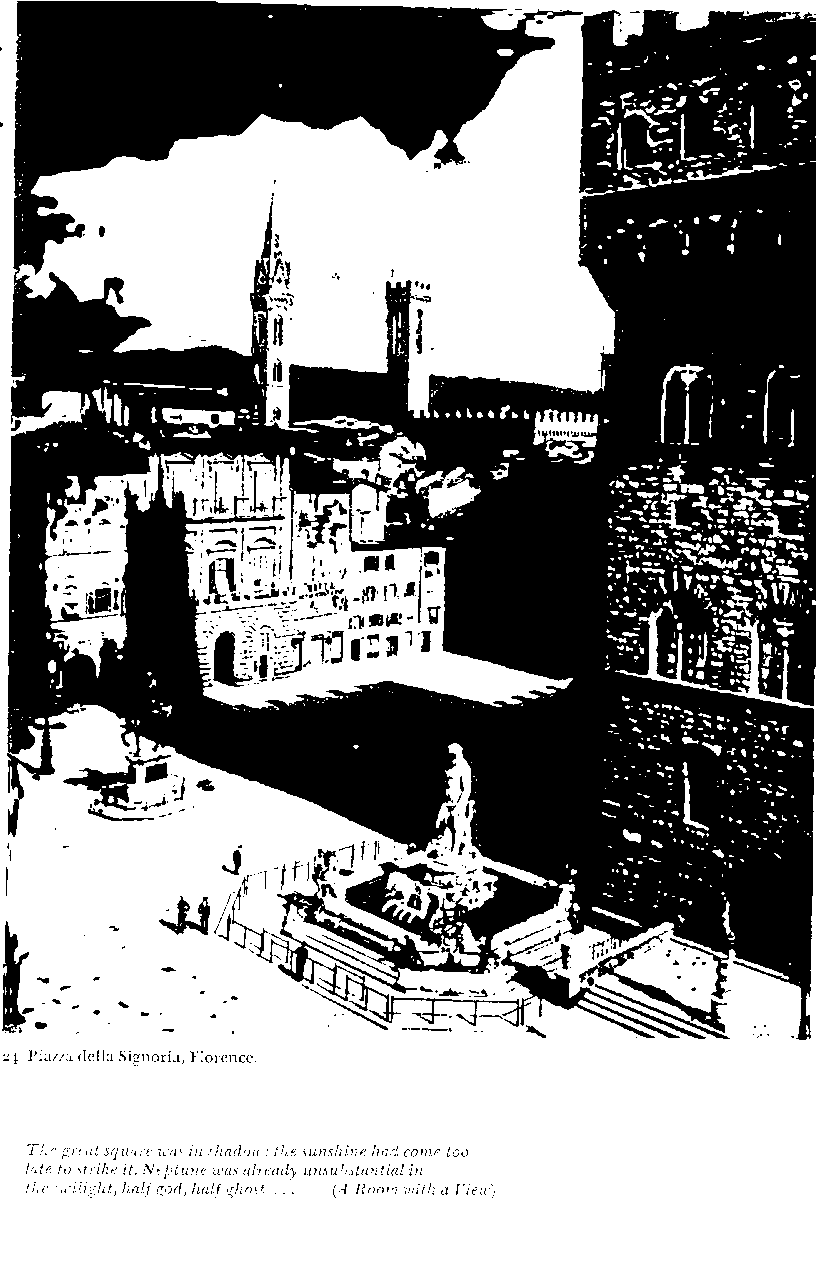 24 Piazza della Signoria, Florence.
The great square was in shadow; the sunshine had come too
late to strike it. Neptune was already unsubstantial in
the twilight, half god, half ghost . . . (A Room with a View)